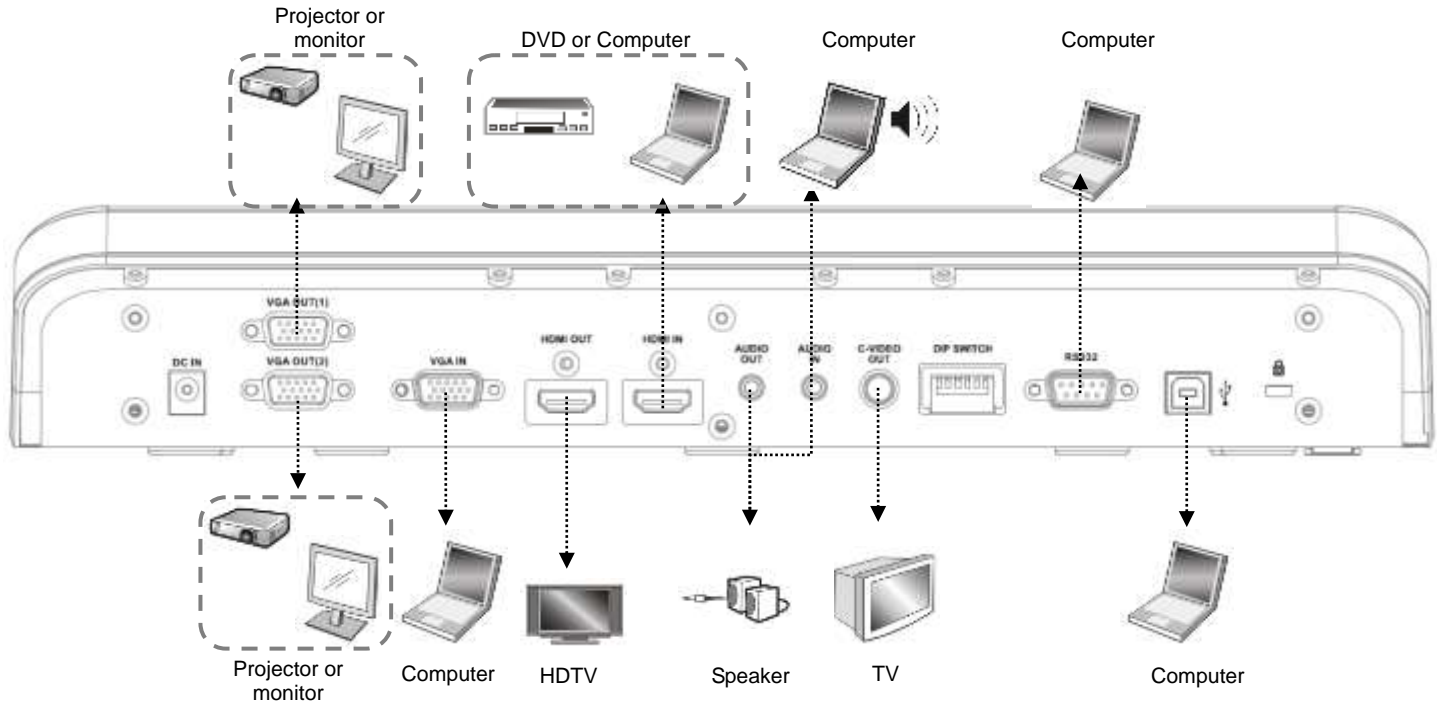 Projector or
monitor
DVD or Computer
Computer
Computer
VGA OUT(1)
HDMI OUT
HDMI IN
DC IN
VGA OUT(2)
VGA IN
AUDIO
OUT
AUDIO
IN
C-VIDEO
OUT
DIP SWITCH
RS232
Projector or
monitor
Computer
HDTV
Speaker
TV
Computer